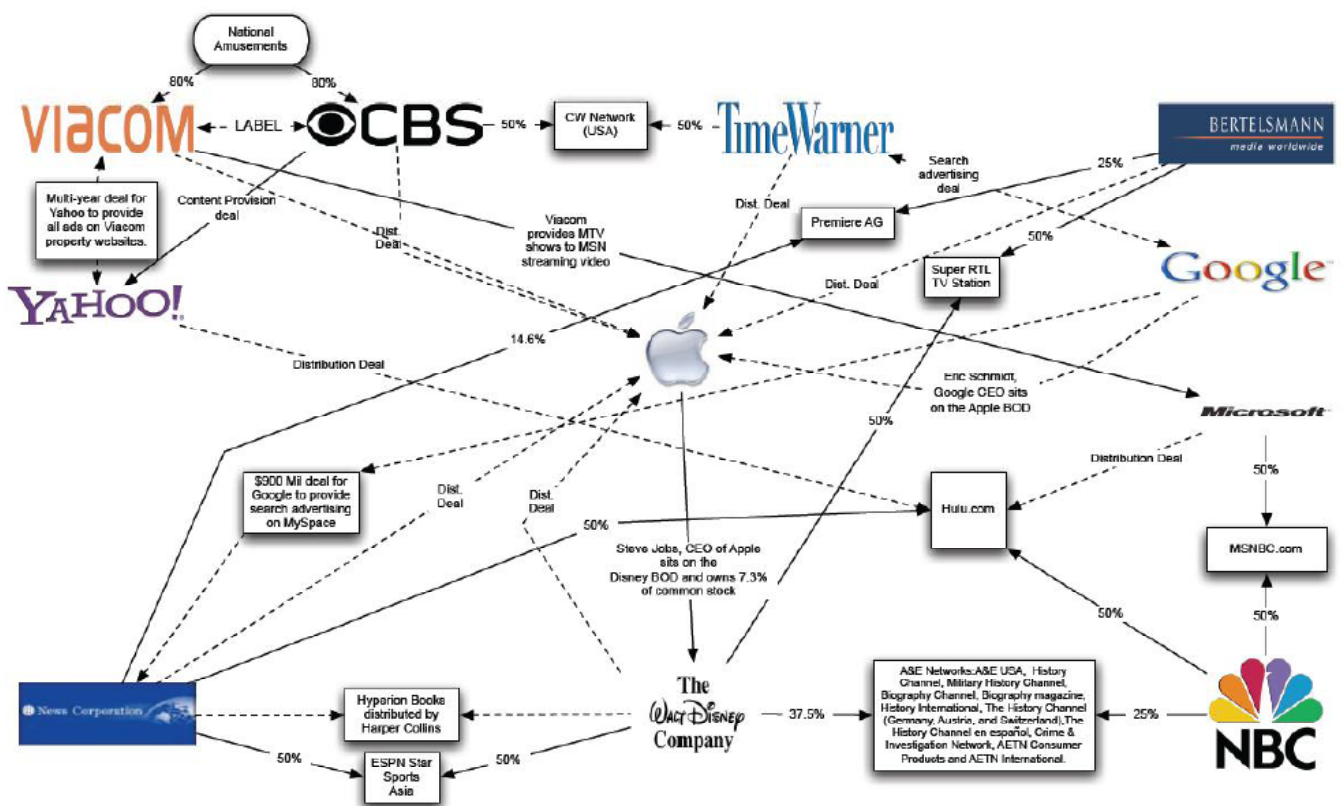 National
Amusements
80%
80%
VIACOM
LABEL
CBS
50%
CW Network
(USA)
50%
TimeWarner
BERTELSMANN
media worldwide
Search
advertising
deal
25%
Multi-year deal for
Yahoo to provide
all ads on Viacom
property websites.
Content Provision
deal
Dist.
Deal
Viacom
provides MTV
shows to MSN
streaming video
Dist. Deal
Premiere AG
50%
Super RTL
TV Station
Dist. Deal
Google
YAHOO!
14.6%
Distribution Deal
Eric Schmidt,
Google CEO sits
on the Apple BOD
Microsoft
50%
Distribution Deal
50%
$900 Mil deal for
Google to provide
search advertising
on MySpace
Dist.
Deal
Dist.
Deal
50%
Hulu.com
MSNBC.com
Steve Jobs, CEO of Apple
sits on the
Disney BOD and owns 7.3%
of common stock
50%
50%
News Corporation
Hyperion Books
distributed by
Harper Collins
The
WALT DISNEY
Company
37.5%
A&E Networks:A&E USA, History
Channel, Military History Channel,
Biography Channel, Biography magazine,
History International, The History Channel
(Germany, Austria, and Switzerland),The
History Channel en español, Crime &
Investigation Network, AETN Consumer
Products and AETN International.
25%
NBC
50%
ESPN Star
Sports
Asia
50%